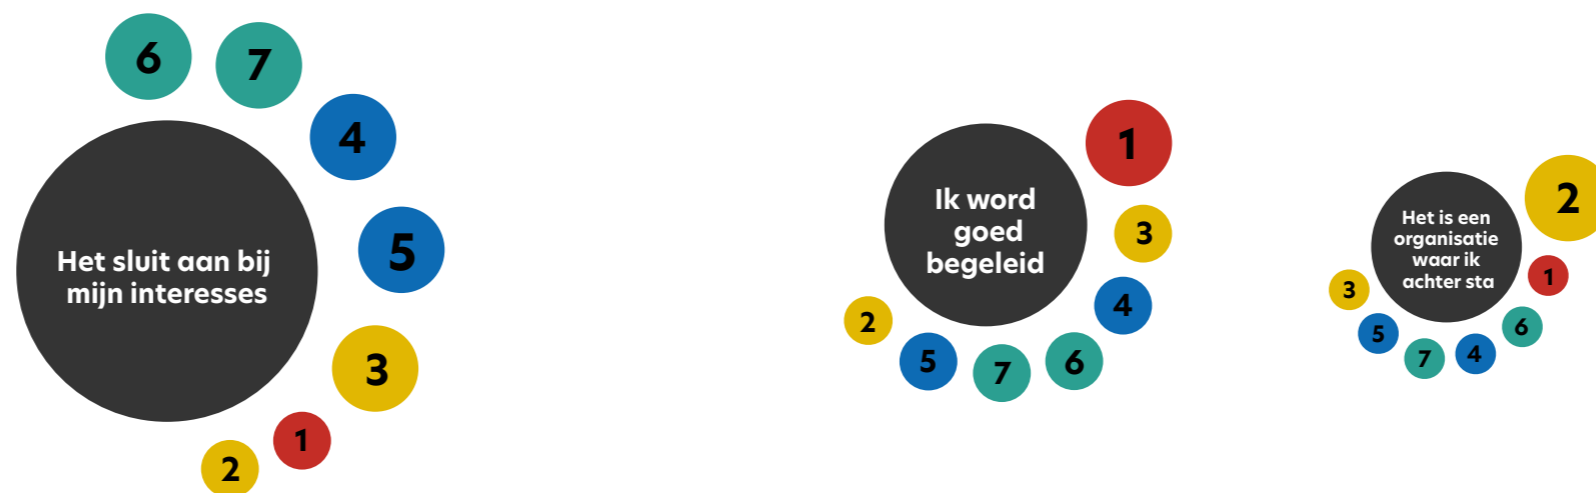 6
7
4
5
3
1
2
Het sluit aan bij
mijn interesses
1
3
4
6
7
5
2
Ik word
goed
begeleid
2
1
6
4
7
5
3
Het is een
organisatie
waar ik
achter sta